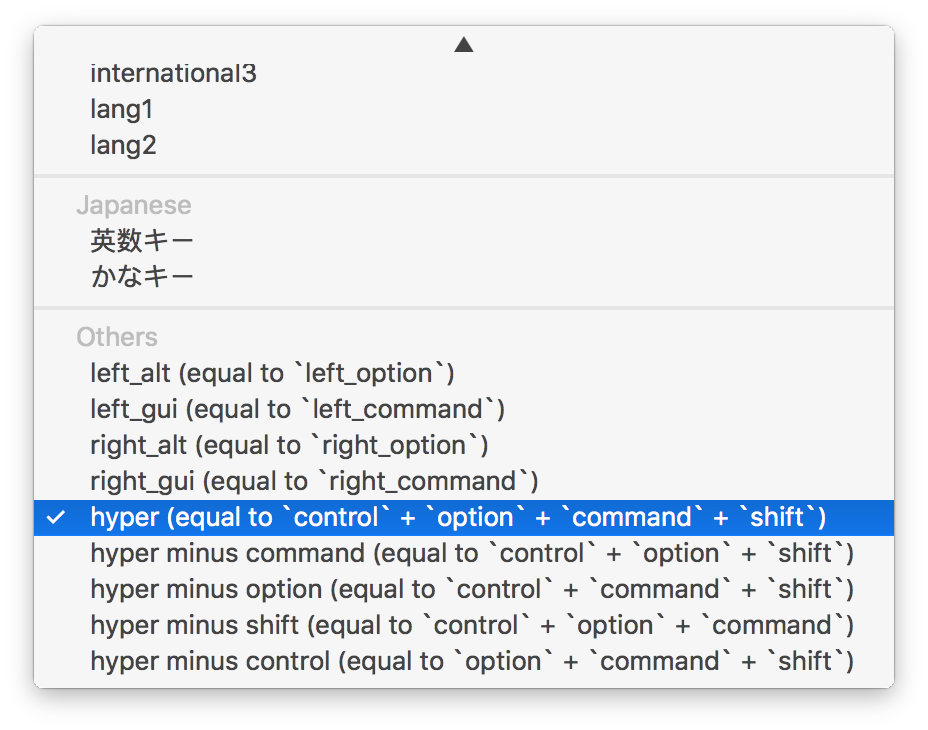 international3
lang1
lang2
Japanese
英数キー
かなキー
Others
left_alt (equal to `left_option`)
left_gui (equal to `left_command`)
right_alt (equal to `right_option`)
right_gui (equal to `right_command`)
hyper (equal to `control` + `option` + `command` + `shift`)
hyper minus command (equal to `control` + `option` + `shift`)
hyper minus option (equal to `control` + `command` + `shift`)
hyper minus shift (equal to `control` + `option` + `command`)
hyper minus control (equal to `option` + `command` + `shift`)